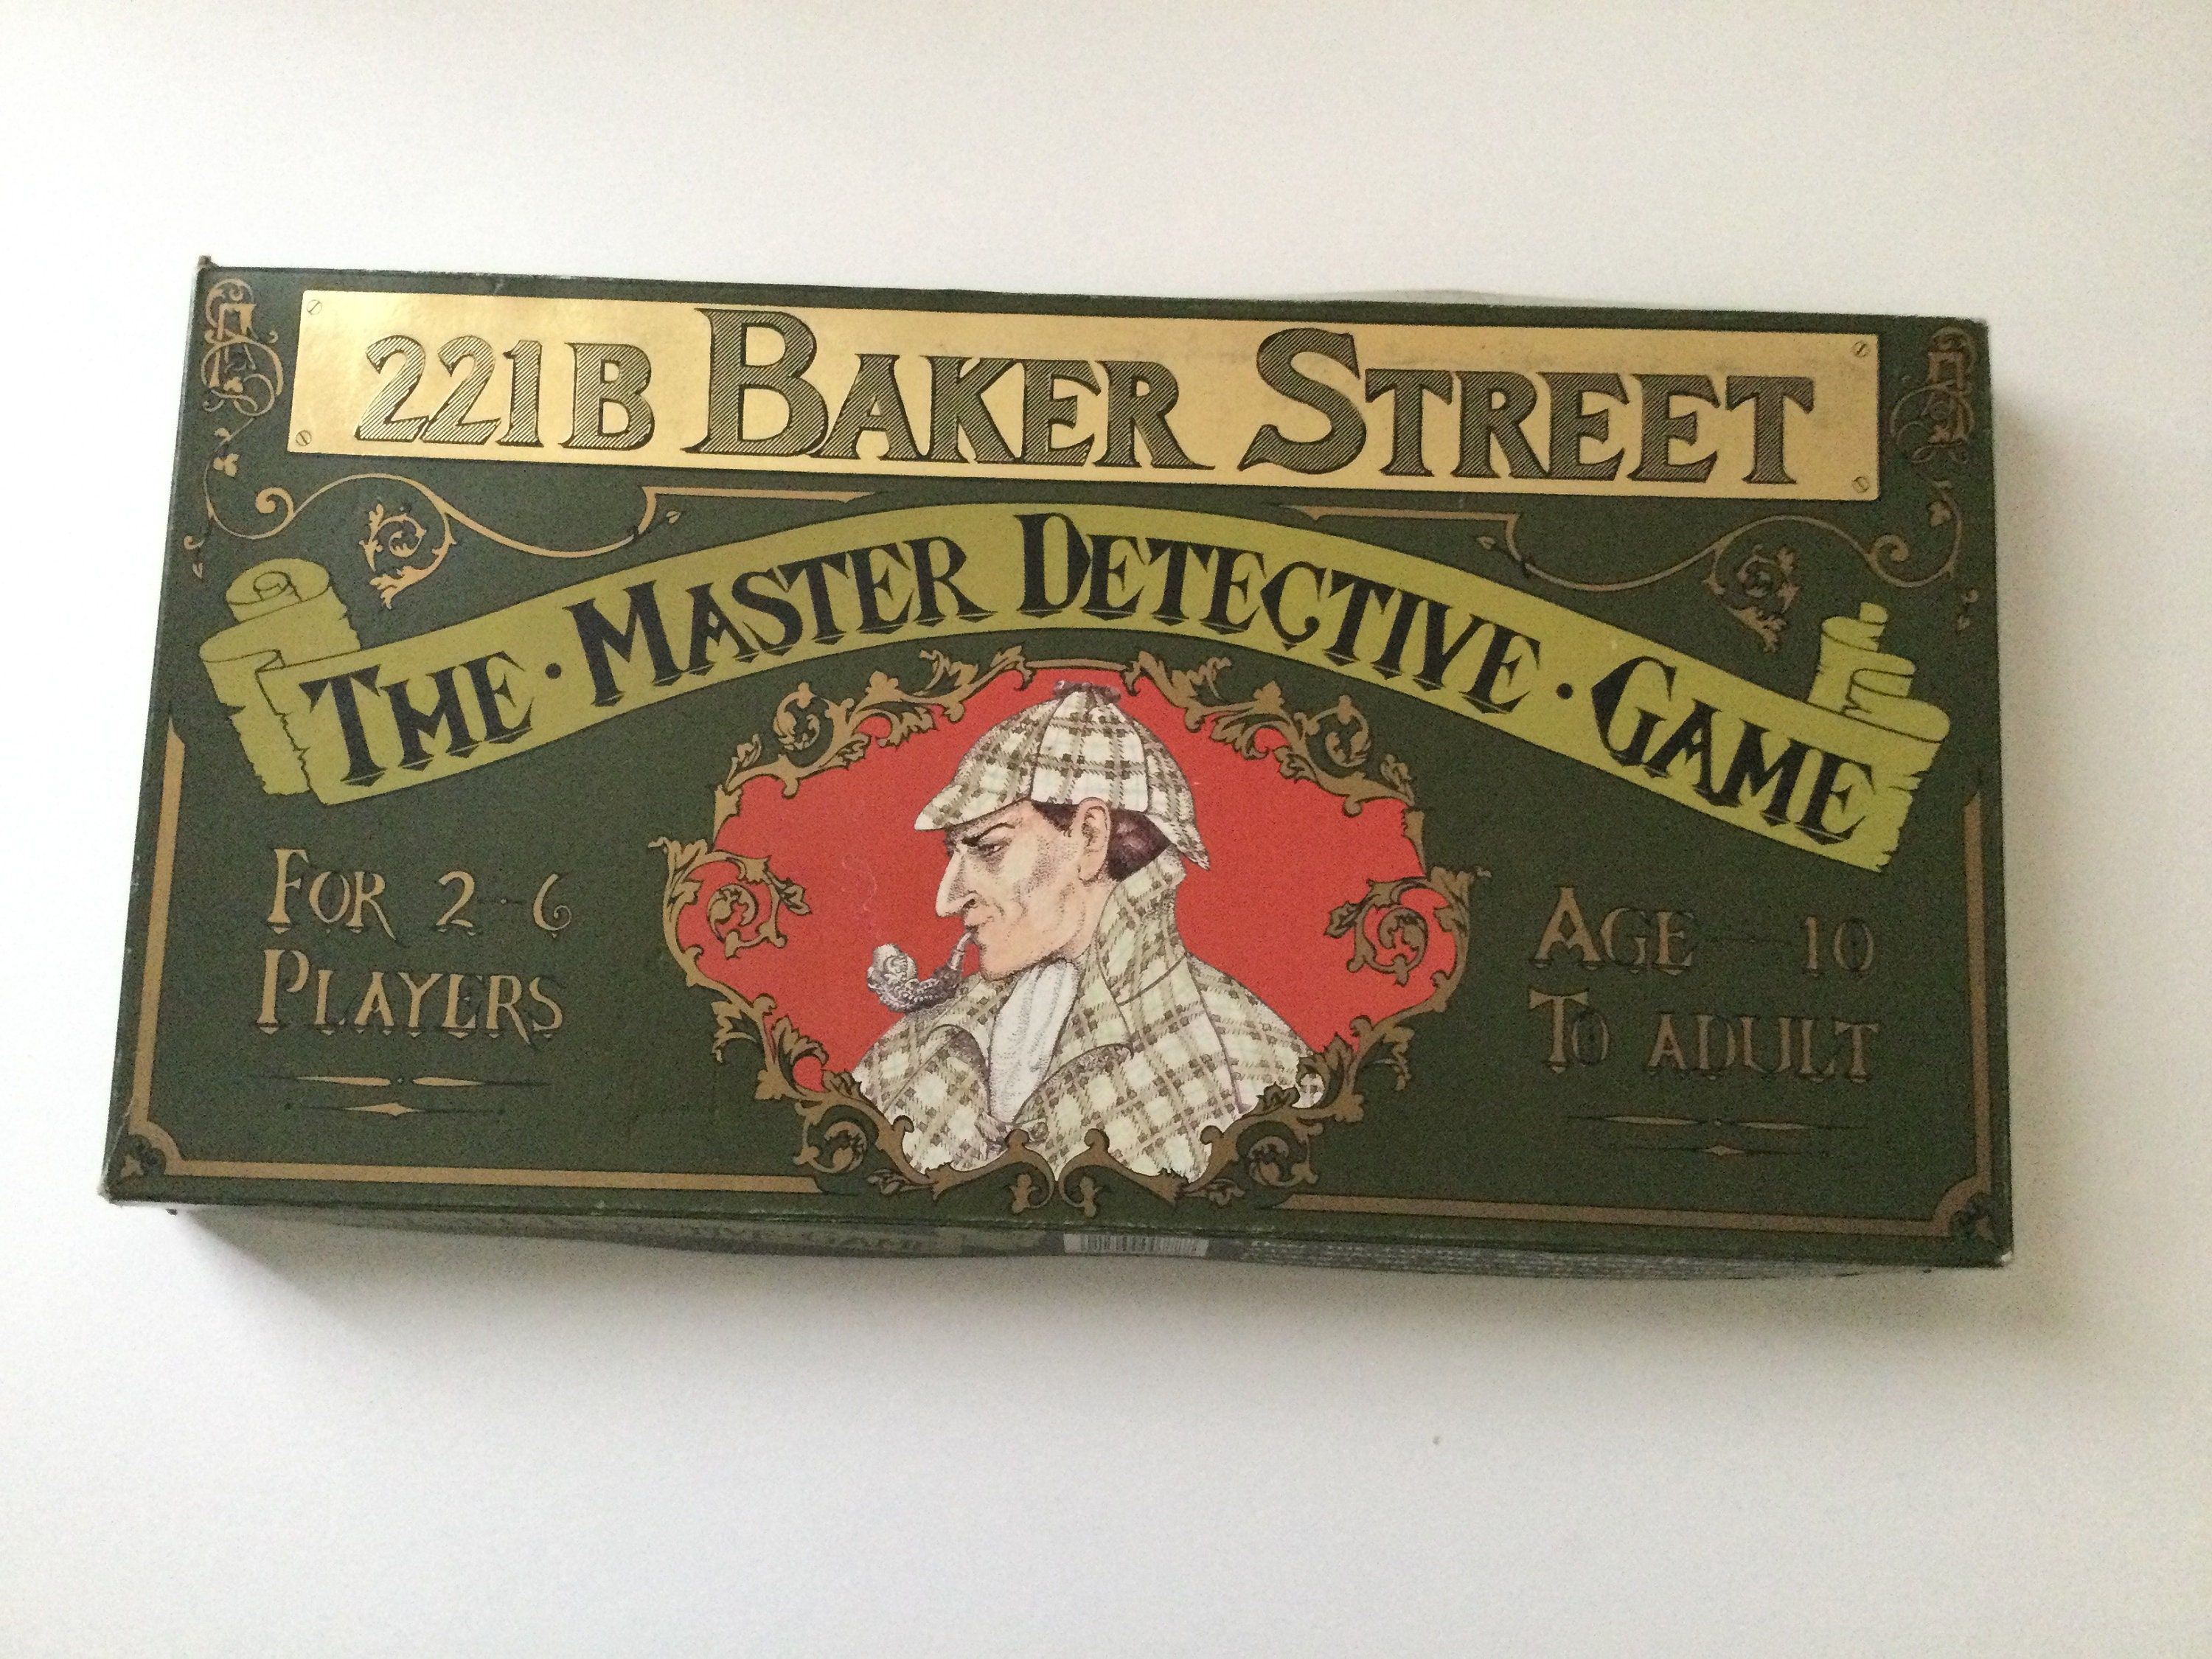 221B BAKER STREET
THE · MASTER DETECTIVE · GAME
FOR 2-6
PLAYERS
AGE — 10
TO ADULT